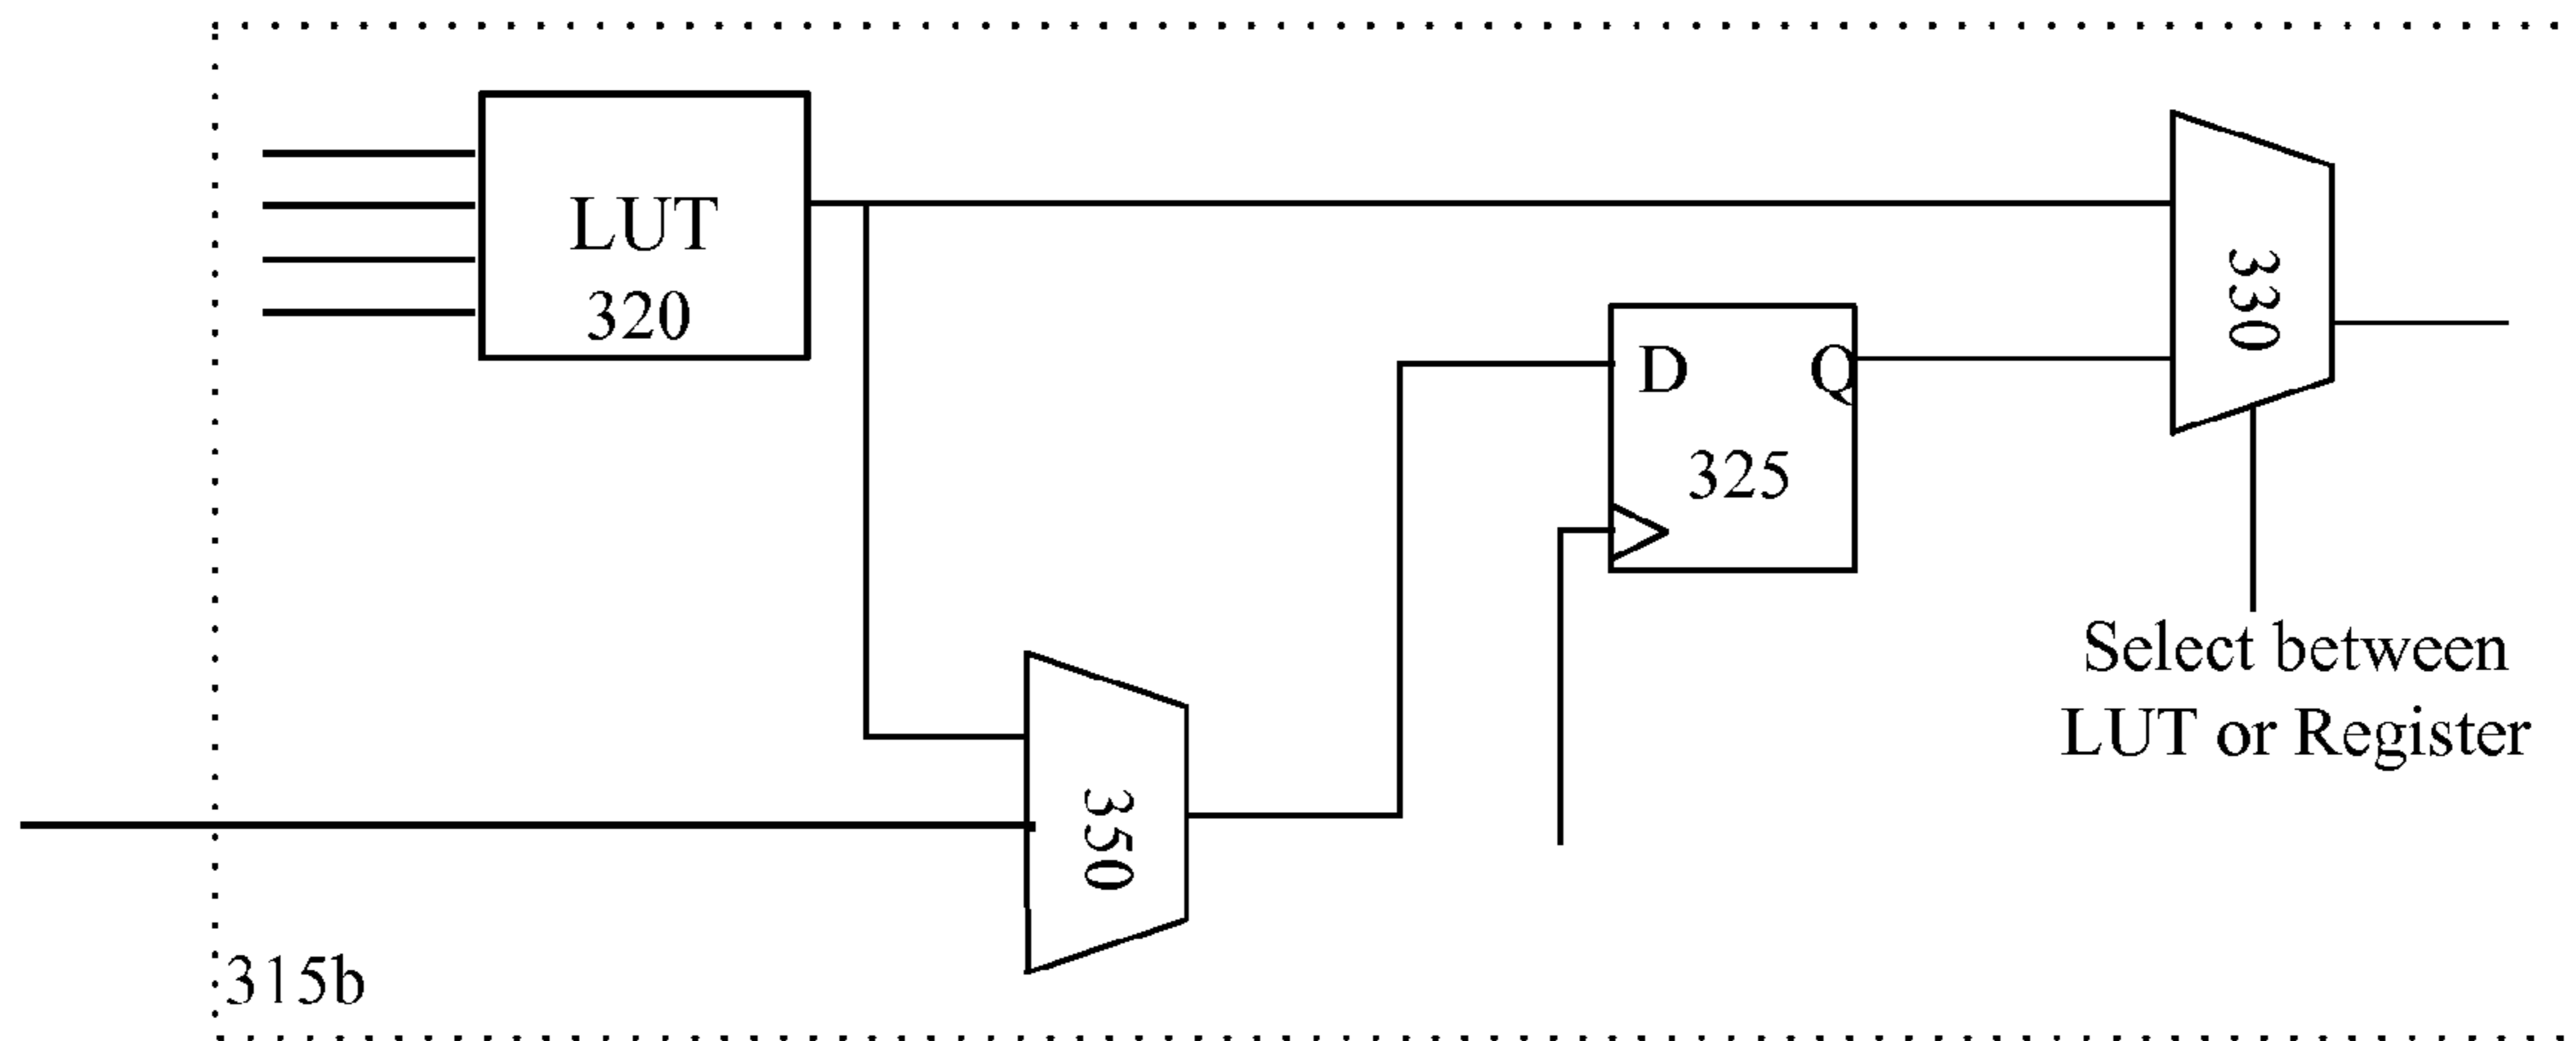 LUT
320
330
D Q
325
Select between
LUT or Register
350
315b